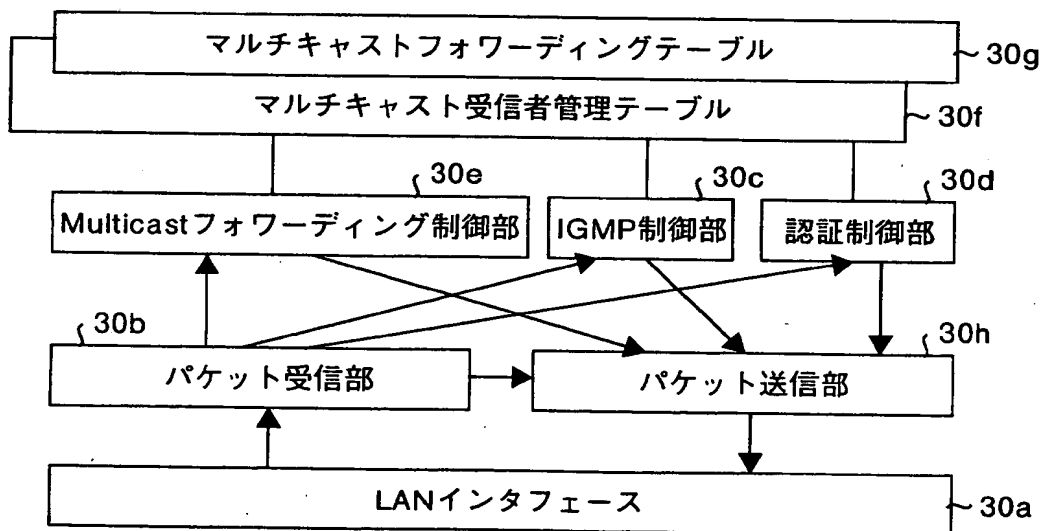 マルチキャストフォワーディングテーブル
30g
マルチキャスト受信者管理テーブル
30f
30e
30c
30d
Multicastフォワーディング制御部
IGMP制御部
認証制御部
30b
30h
パケット受信部
パケット送信部
LANインタフェース
30a